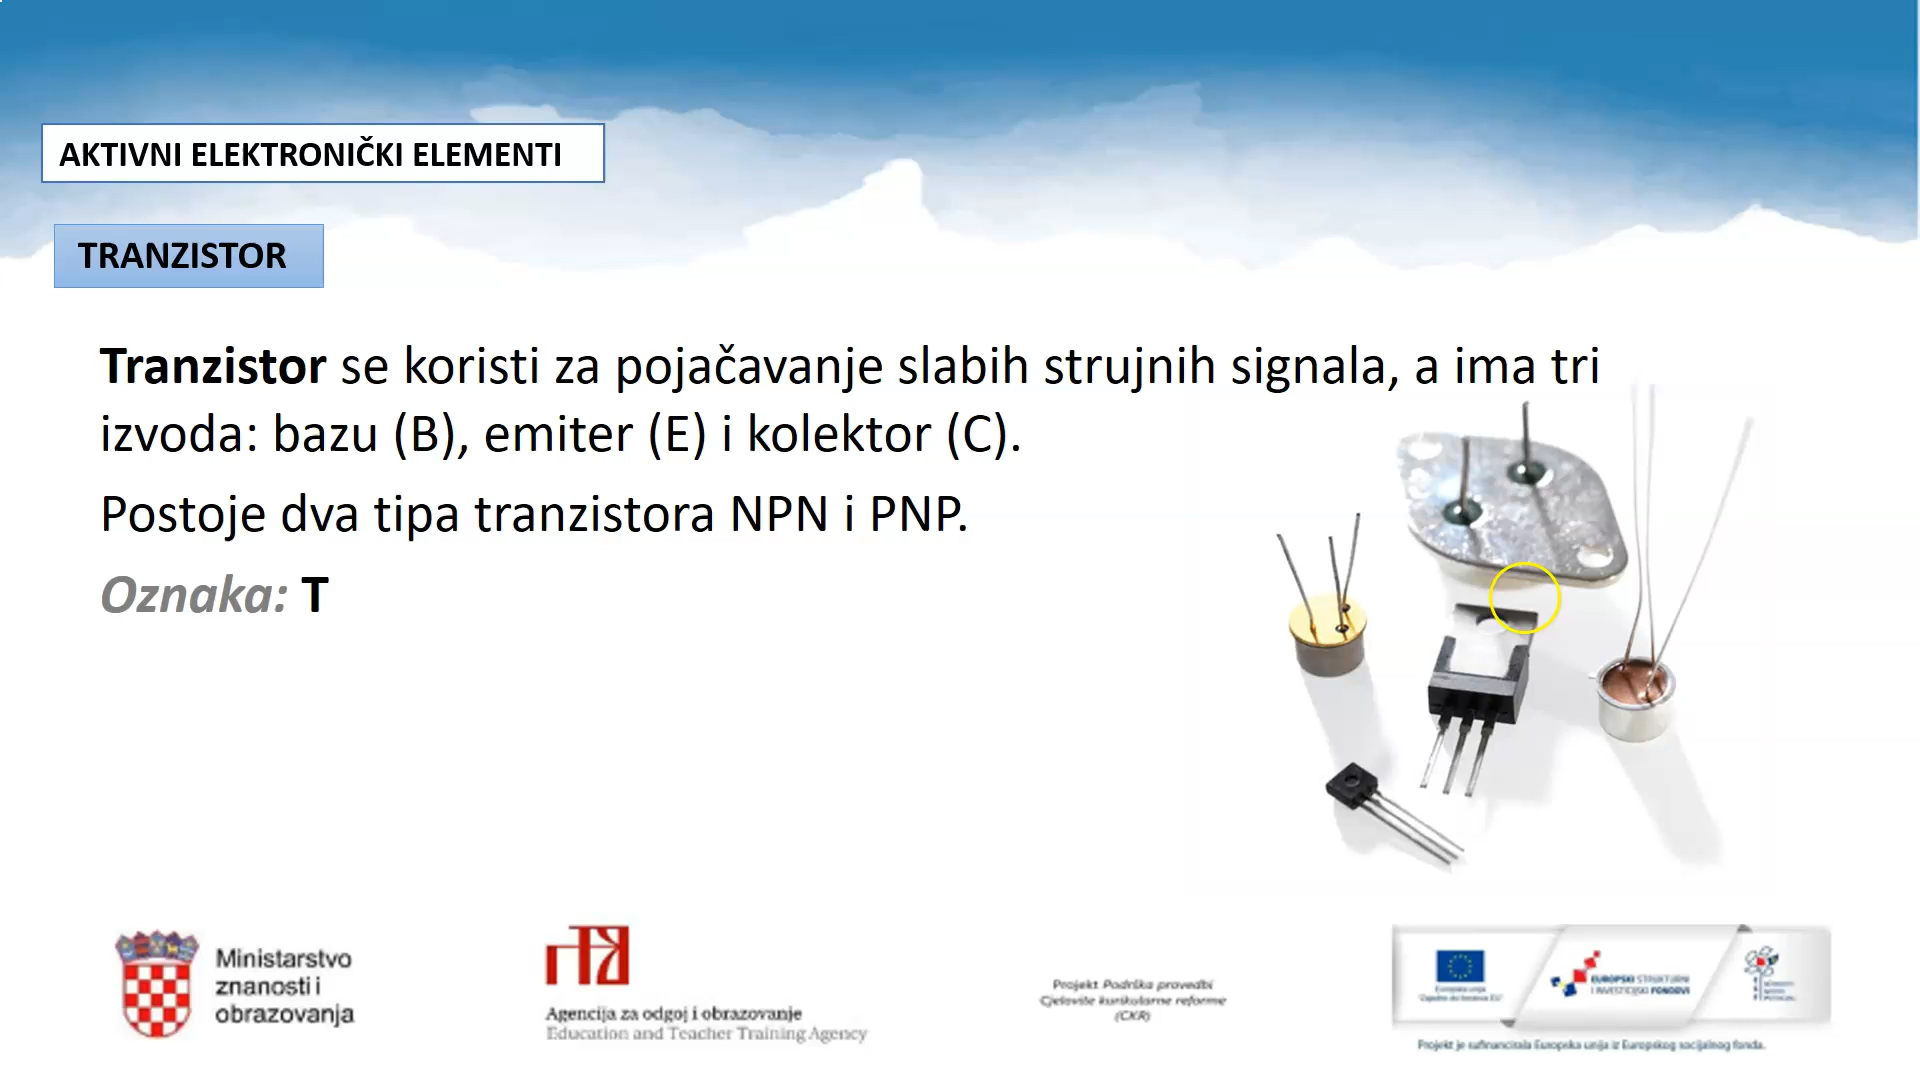 AKTIVNI ELEKTRONIČKI ELEMENTI
TRANZISTOR
Tranzistor se koristi za pojačavanje slabih strujnih signala, a ima tri
izvoda: bazu (B), emiter (E) i kolektor (C).
Postoje dva tipa tranzistora NPN i PNP.
Oznaka: T
Ministarstvo
znanosti i
obrazovanja
Agencija za odgoj i obrazovanje
Education and Teacher Training Agency
Projekt Podrška provedbi
Cjelovite kurikularne reforme
(CKR)
Europska unija
"Zajedno do fondova EU"
EUROPSKI STRUKTURNI
I INVESTICIJSKI FONDOVI
Projekt je sufinancirala Europska unija iz Europskog socijalnog fonda.